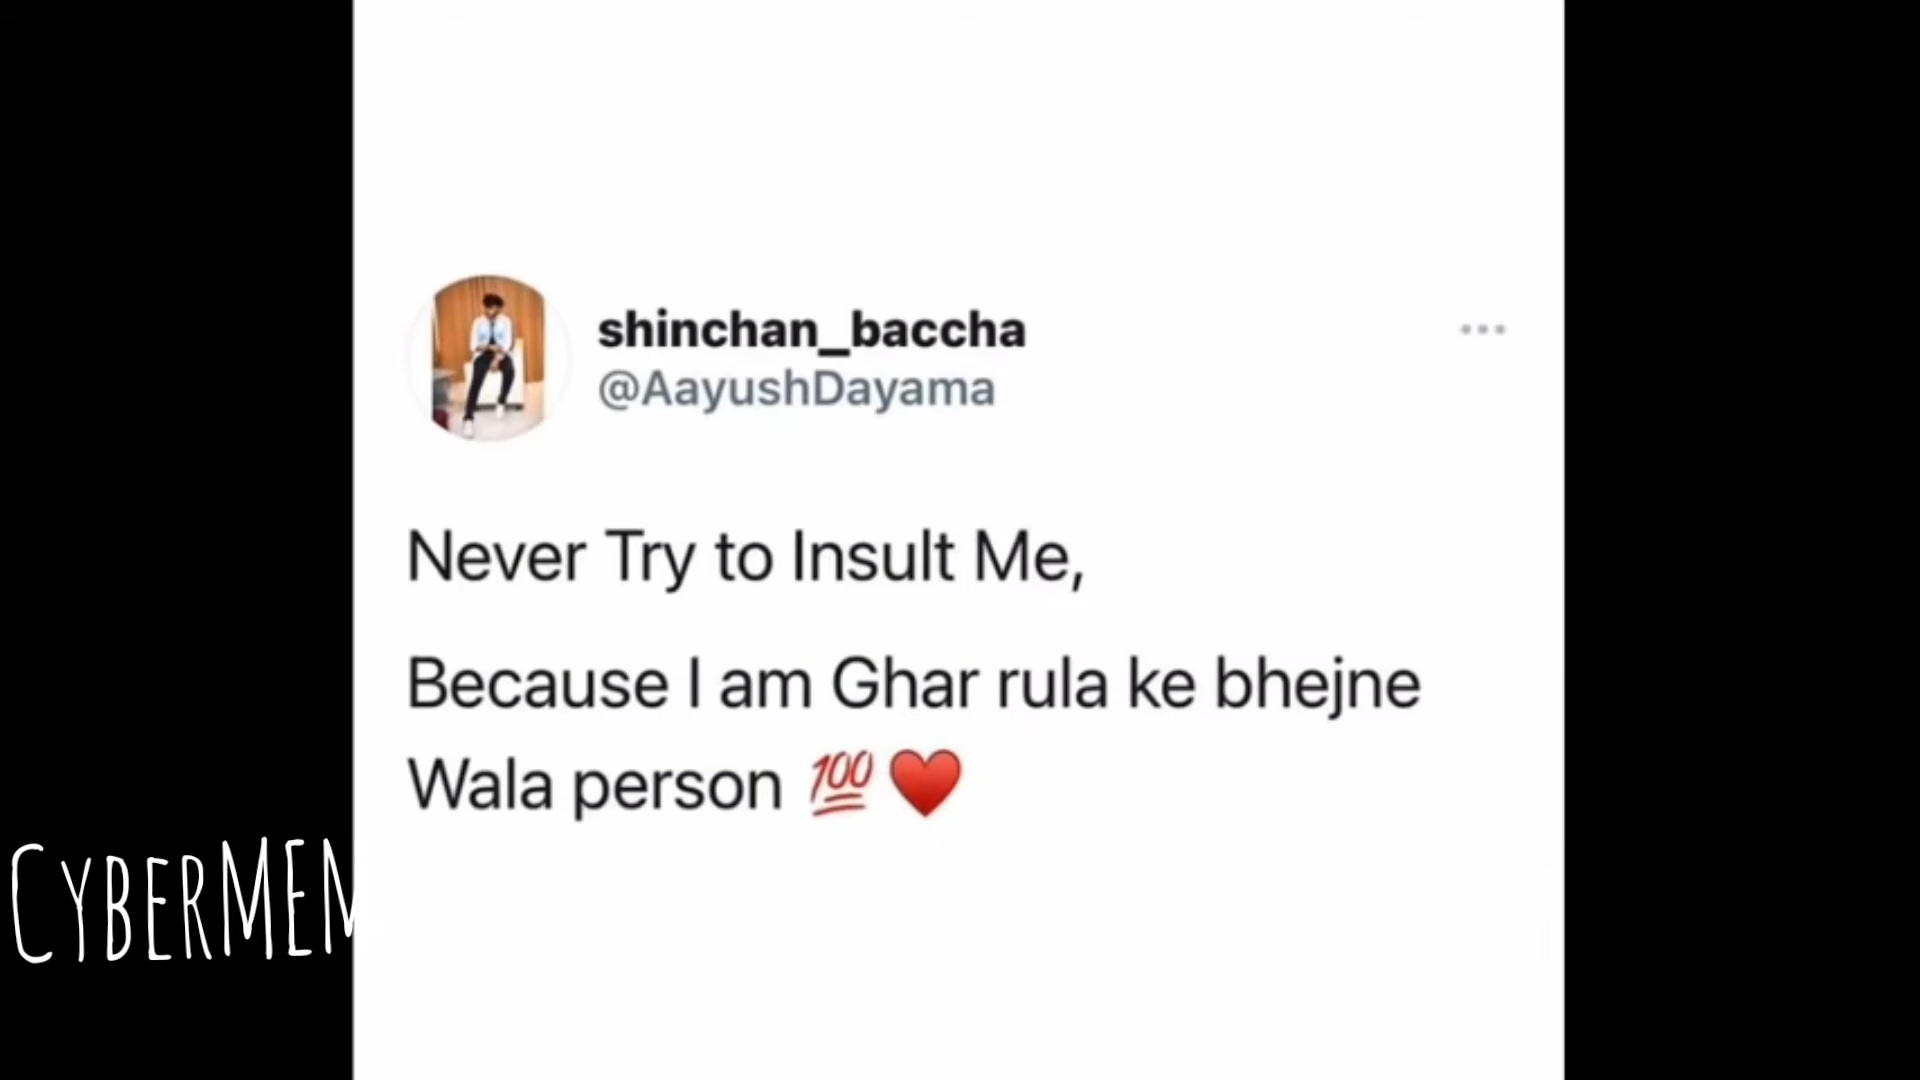 shinchan_baccha
@AayushDayama
Never Try to Insult Me,
Because I am Ghar rula ke bhejne
Wala person 💯❤️
CYBERMEM